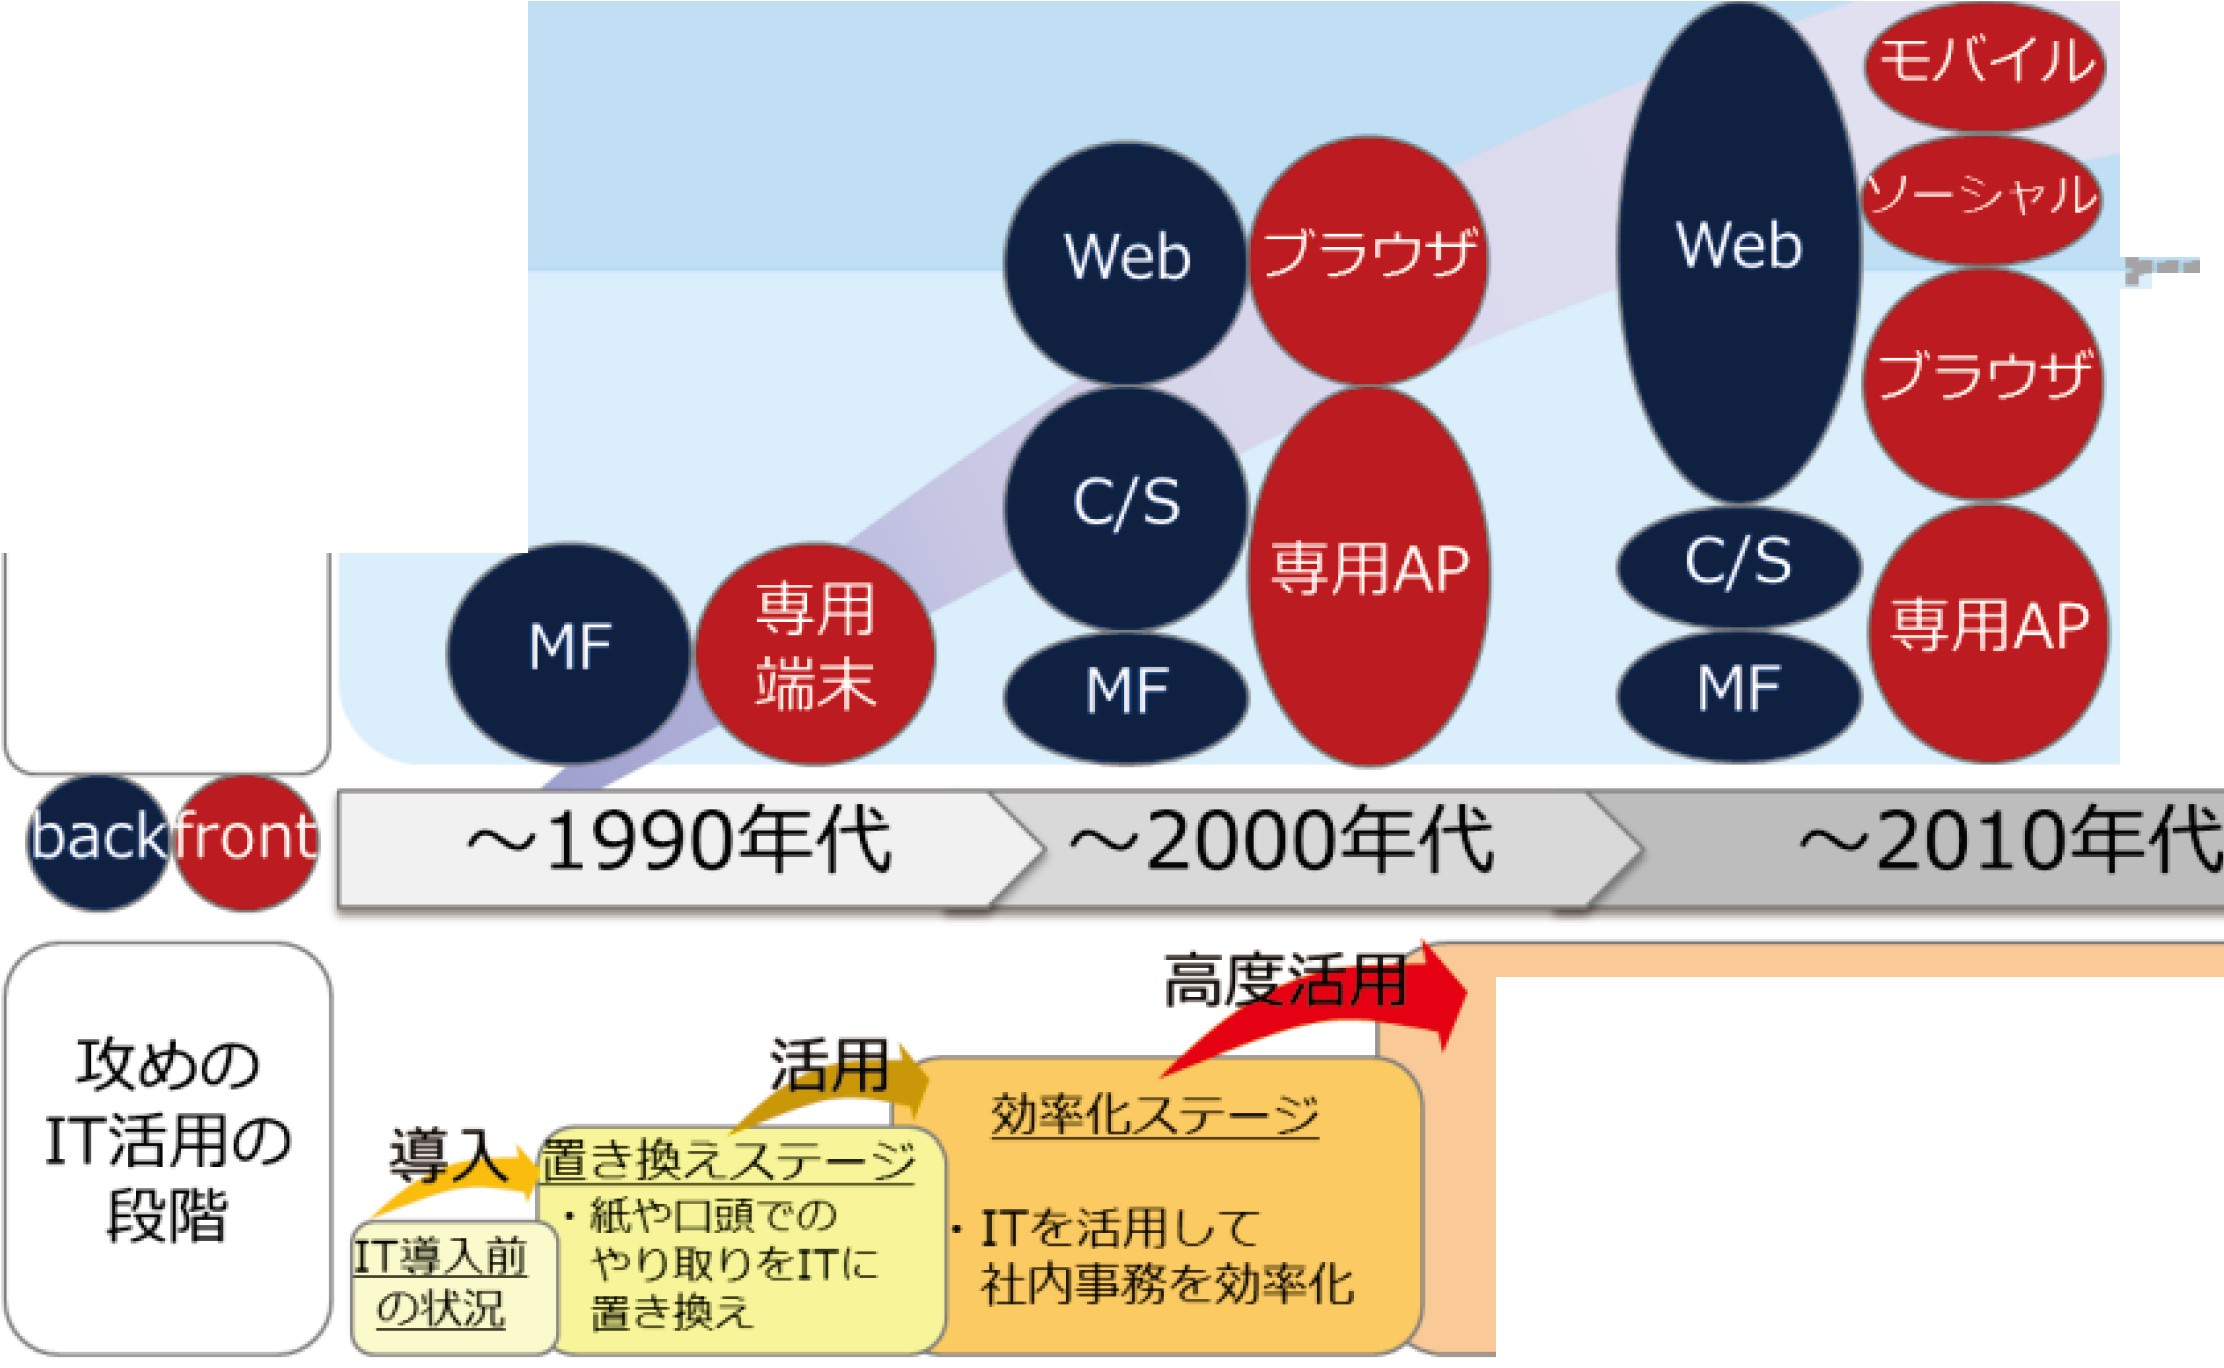 モバイル
ソーシャル
Web
ブラウザ
Web
ブラウザ
C/S
専用AP
C/S
専用AP
MF
専用
端末
MF
MF
back
front
～1990年代
～2000年代
～2010年代
攻めの
IT活用の
段階
導入
活用
高度活用
IT導入前
の状況
置き換えステージ
・紙や口頭での
やり取りをITに
置き換え
効率化ステージ
・ITを活用して
社内事務を効率化